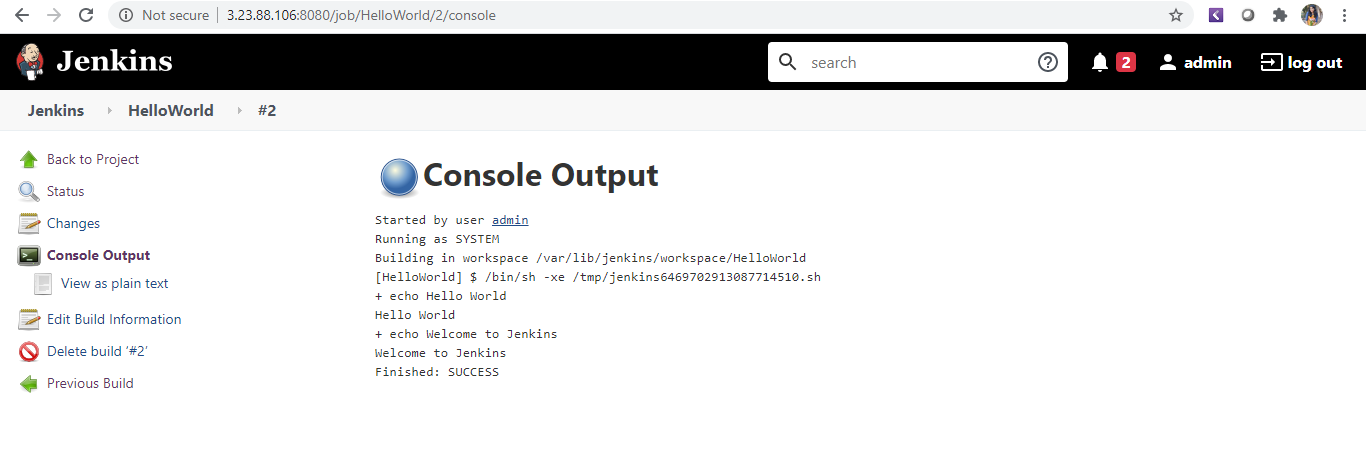 Not secure | 3.23.88.106:8080/job/HelloWorld/2/console
Jenkins
search
2
admin
log out
Jenkins
HelloWorld
#2
Back to Project
Status
Changes
Console Output
View as plain text
Edit Build Information
Delete build ‘#2’
Previous Build
Console Output
Started by user admin
Running as SYSTEM
Building in workspace /var/lib/jenkins/workspace/HelloWorld
[HelloWorld] $ /bin/sh -xe /tmp/jenkins6469702913087714510.sh
+ echo Hello World
Hello World
+ echo Welcome to Jenkins
Welcome to Jenkins
Finished: SUCCESS